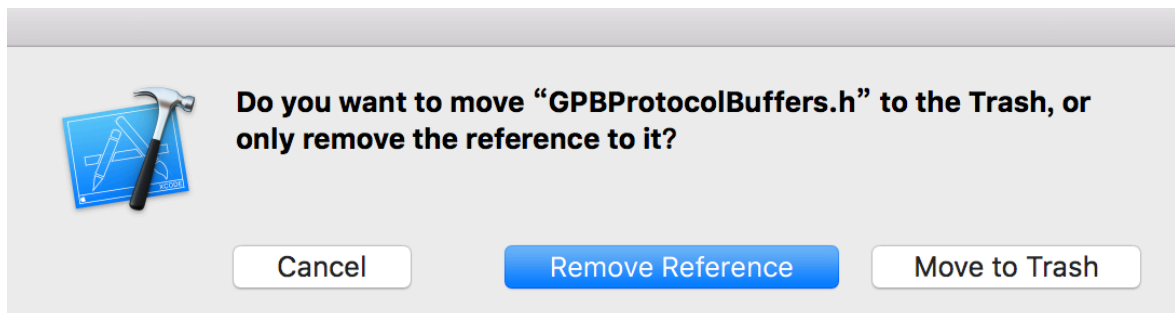 Do you want to move “GPBProtocolBuffers.h” to the Trash, or
only remove the reference to it?
XCODE
Cancel Remove Reference Move to Trash